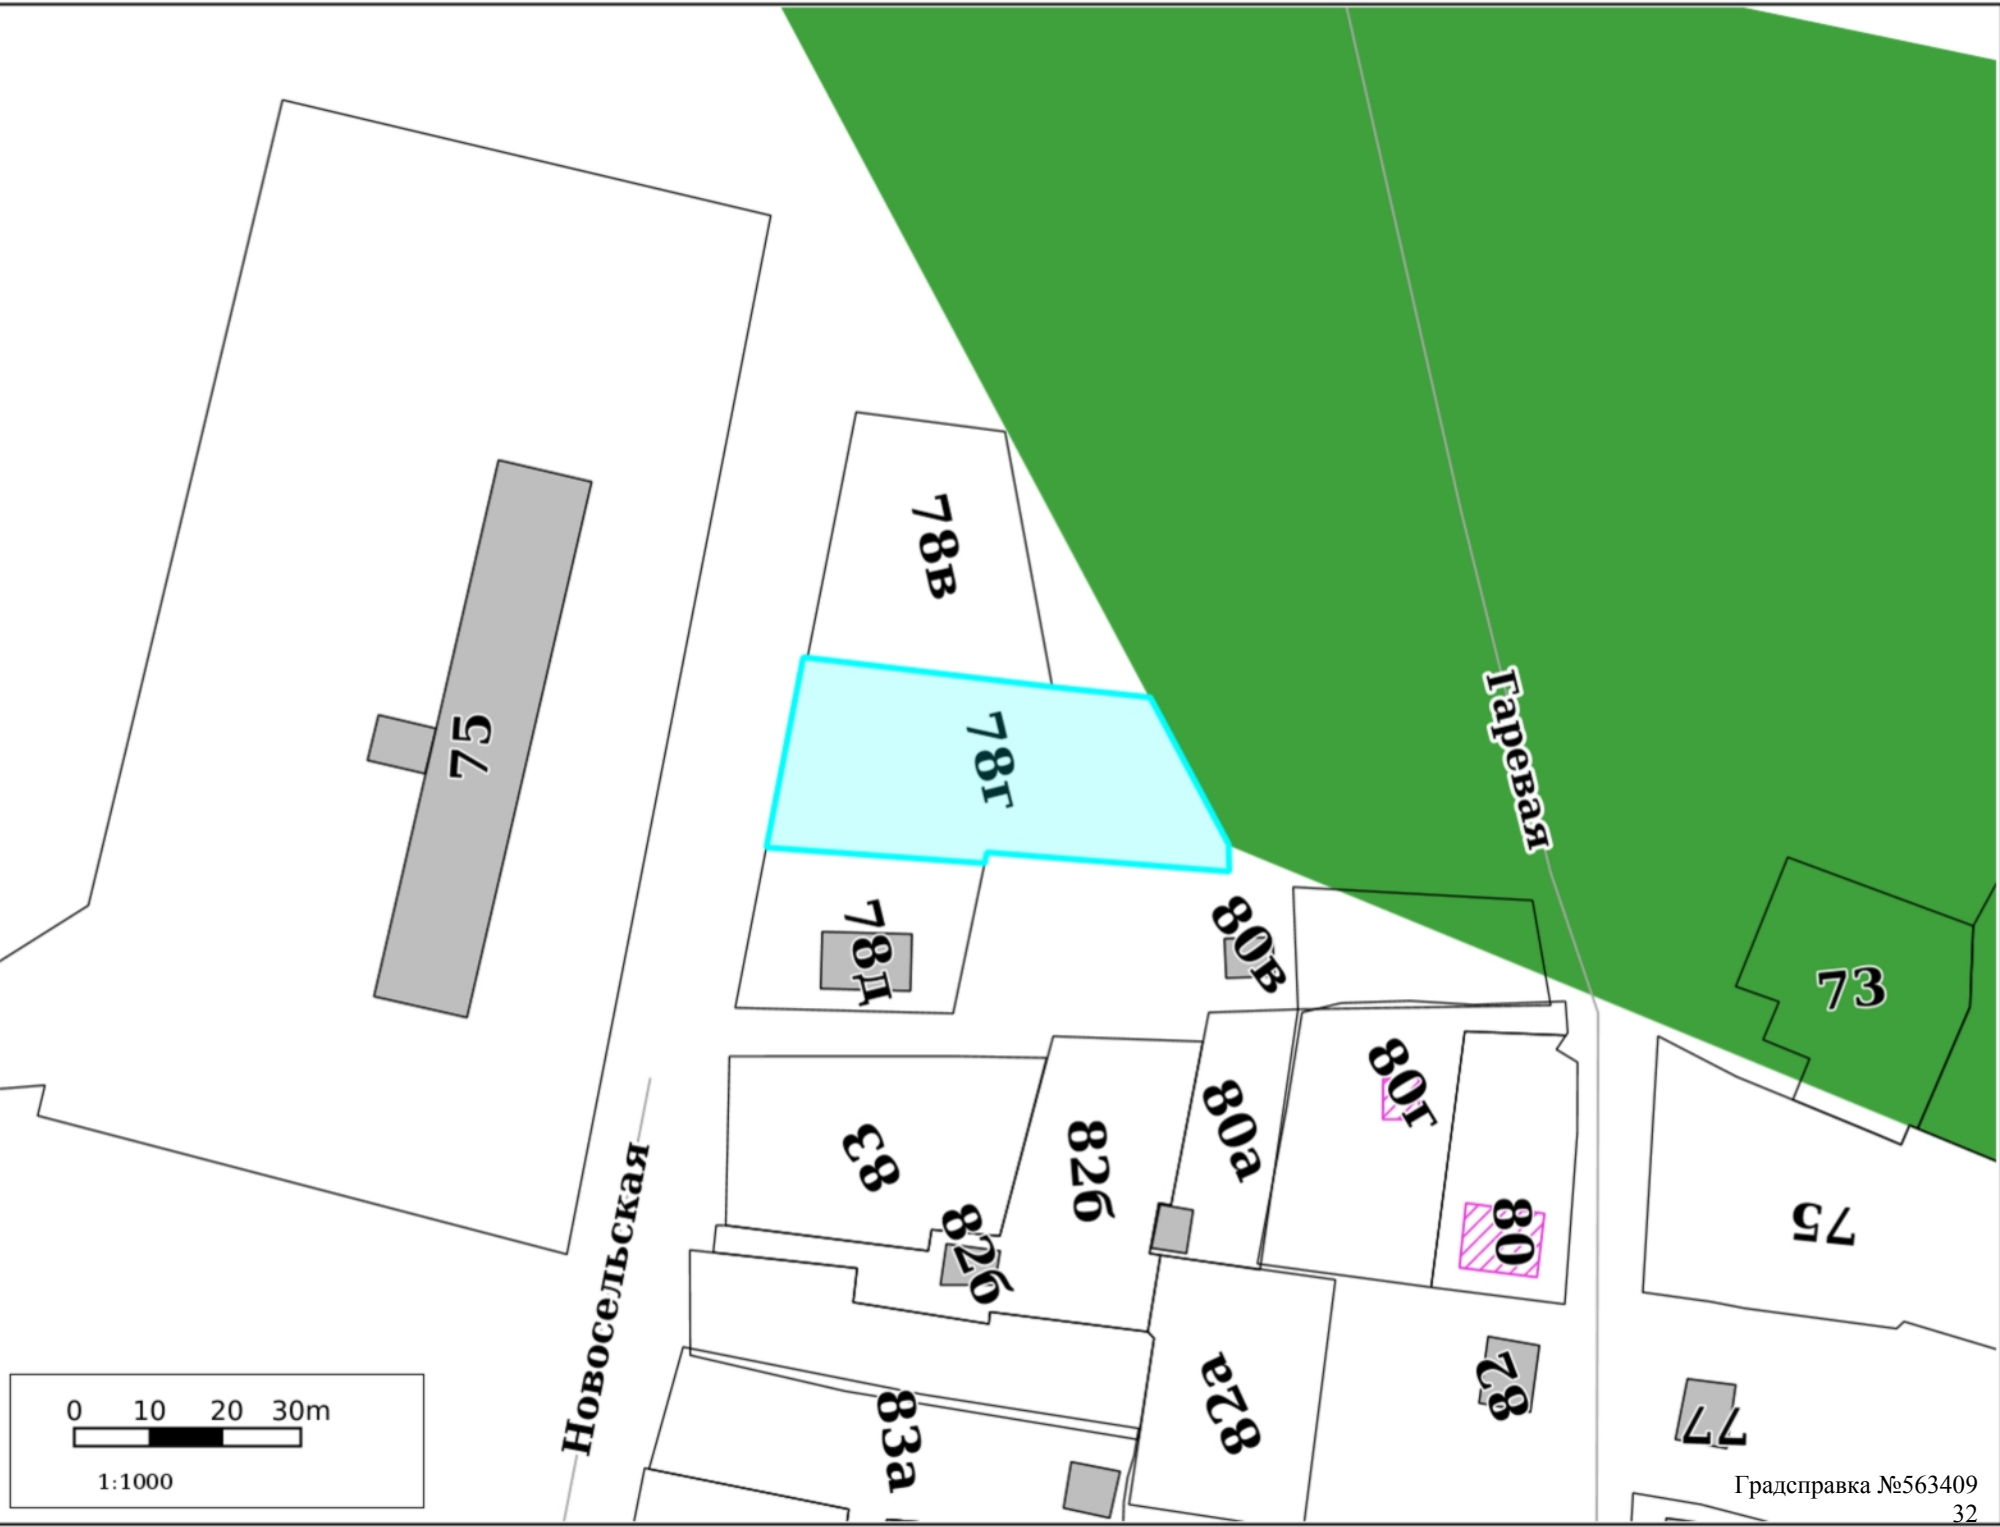 78в
78г
75
Гаревая
78д
80в
73
80г
80а
83
82б
82б
80
75
Новосельская
82а
82
83а
77
0 10 20 30m
1:1000
Градсправка №563409
32